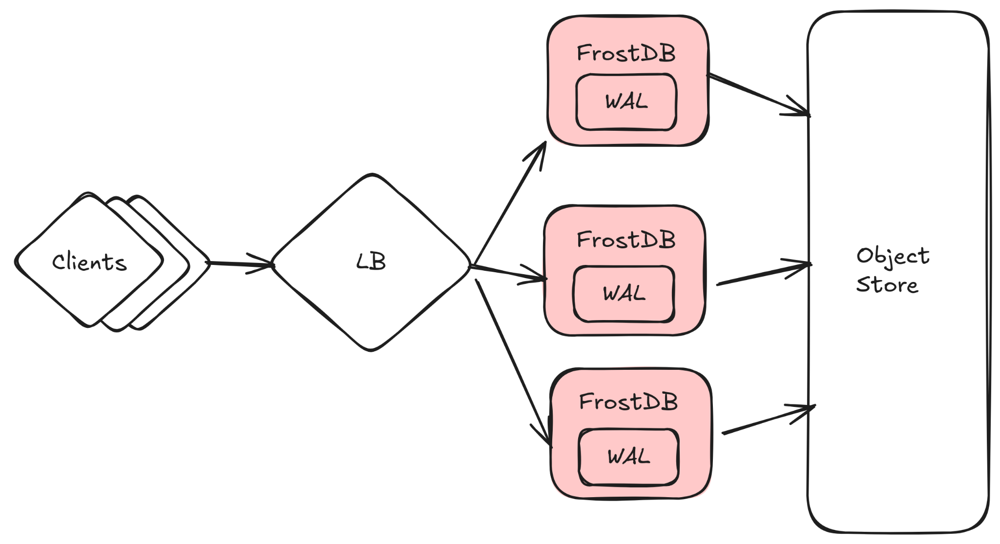 Clients
LB
FrostDB
WAL
FrostDB
WAL
FrostDB
WAL
Object
Store